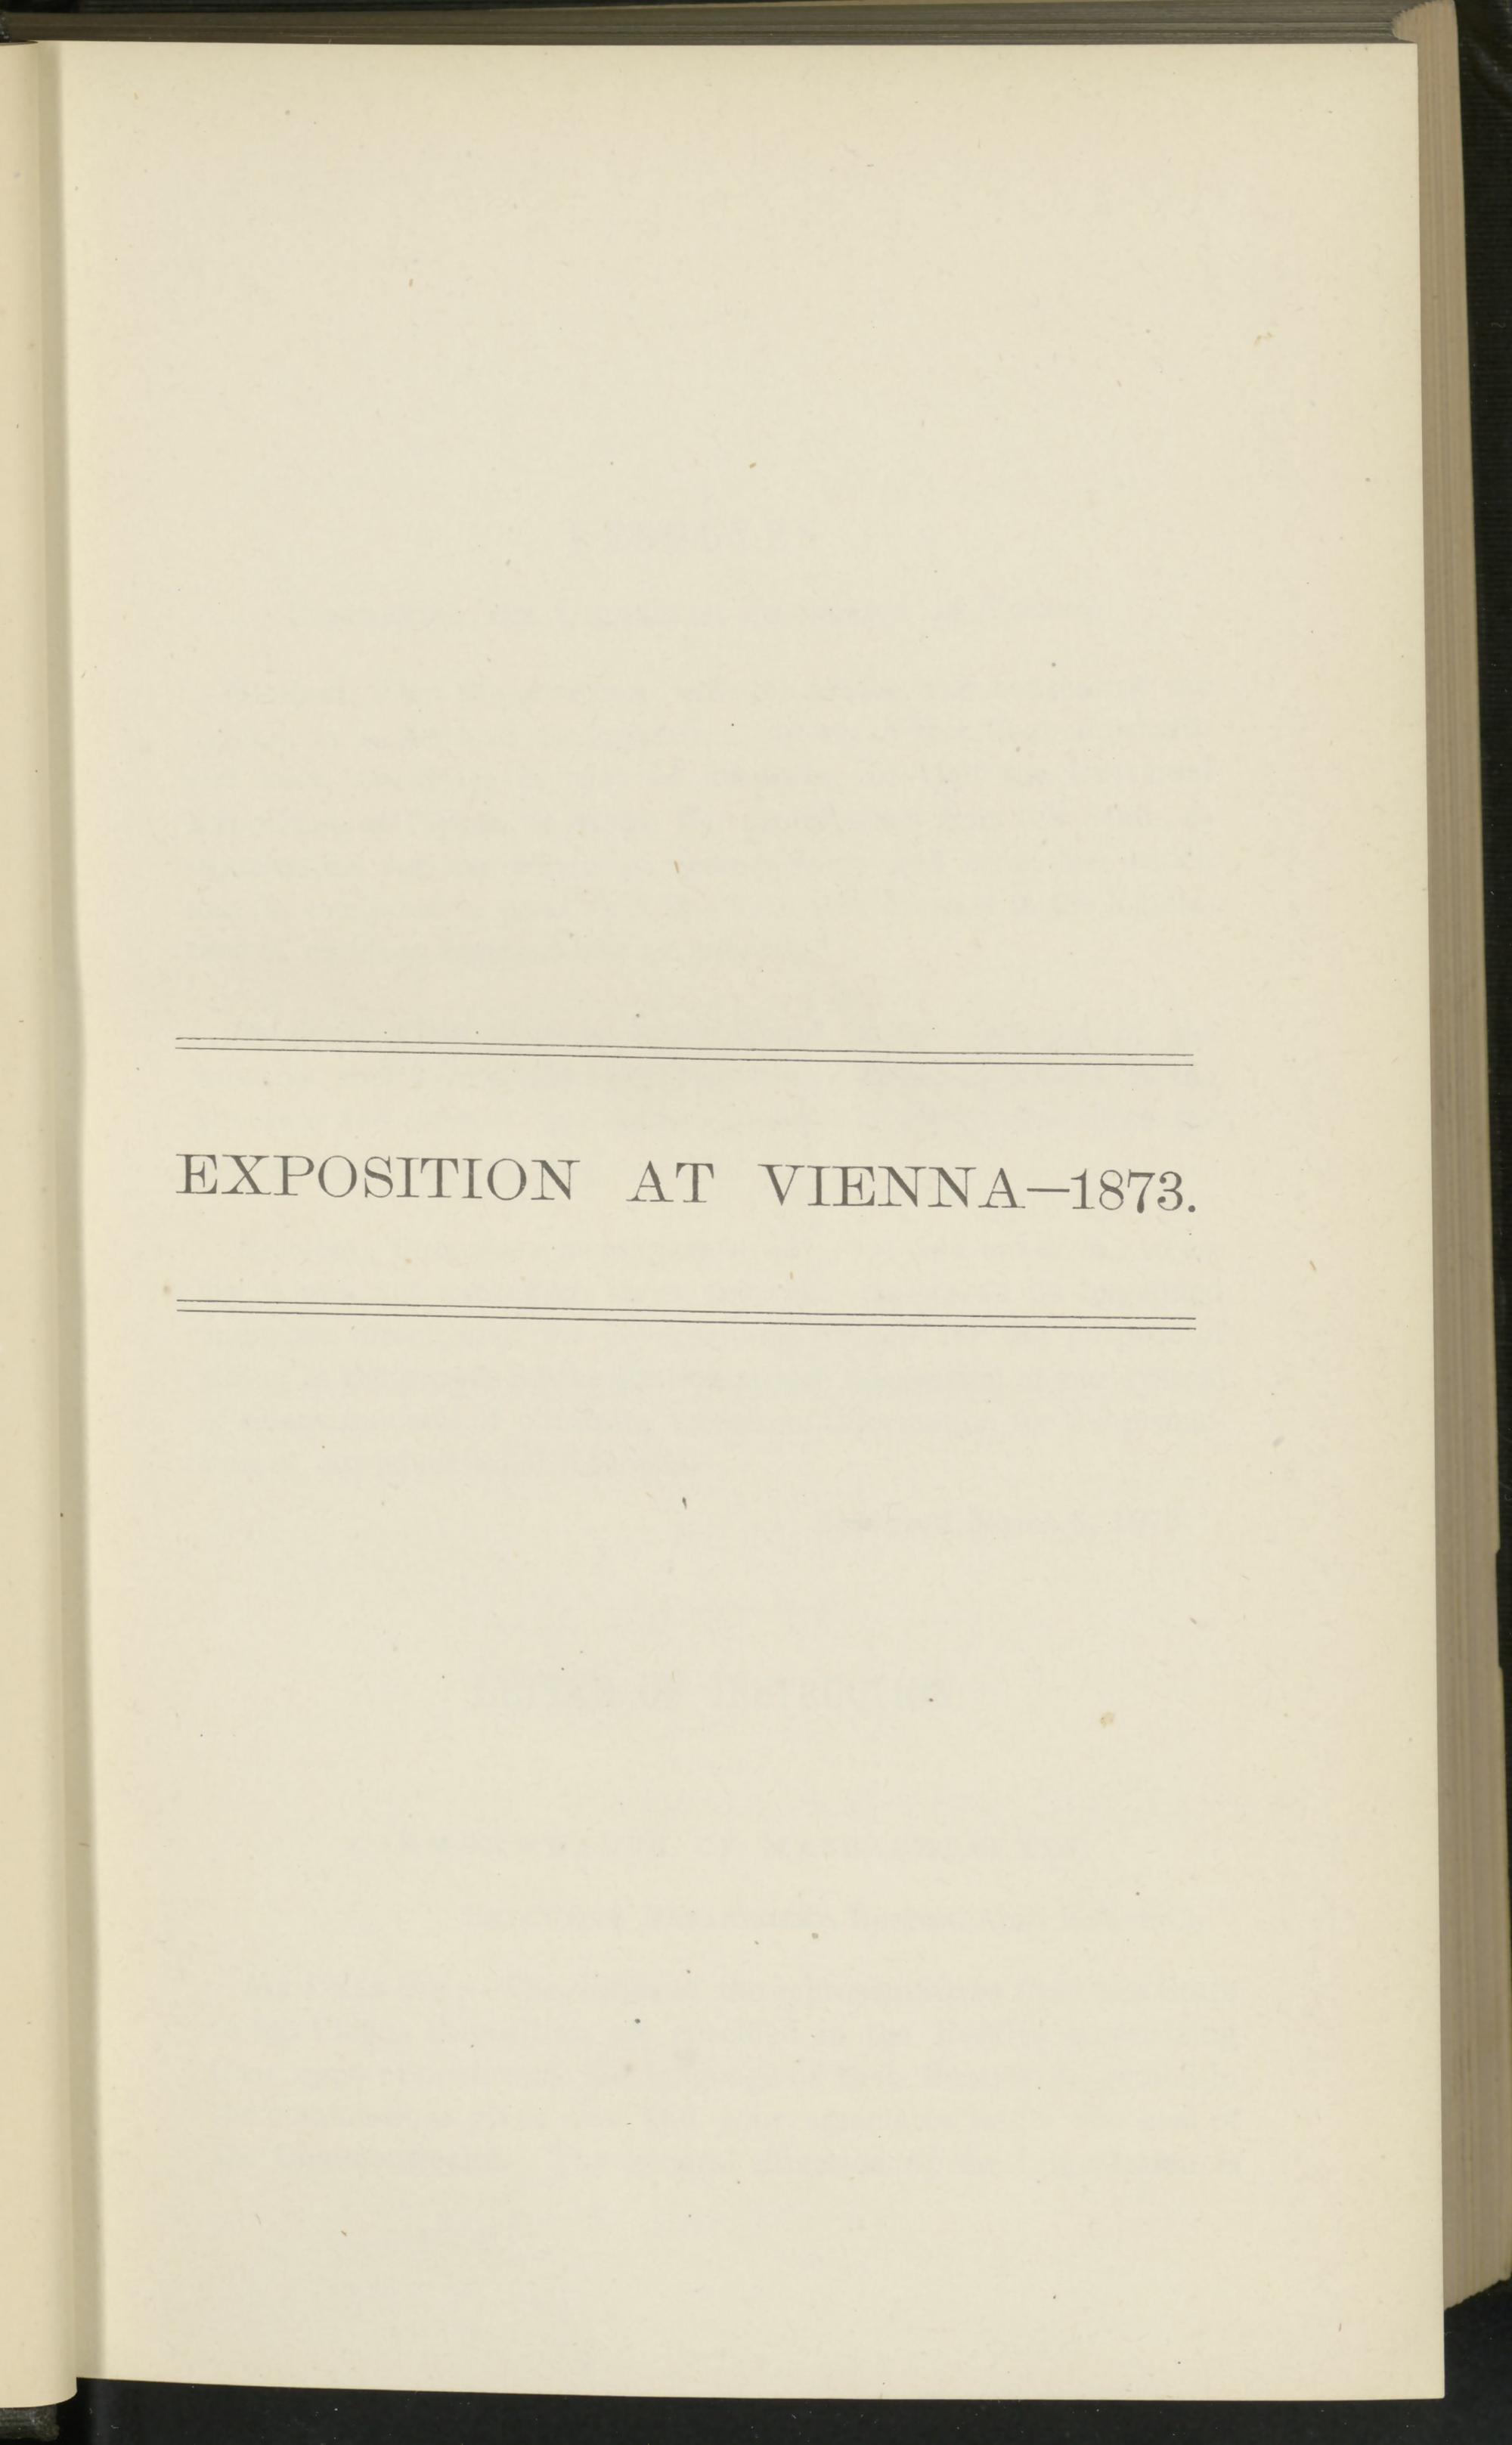 EXPOSITION AT VIENNA—1873.